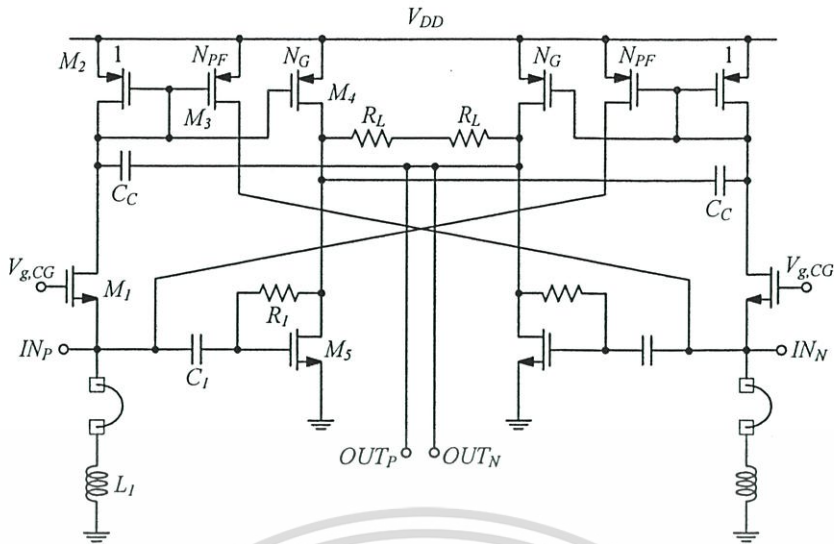 V_DD
M_2 1 N_PF N_G N_G N_PF 1
M_3 M_4
R_L R_L
C_C C_C
V_g,CG V_g,CG
M_1
R_1
IN_P M_5 IN_N
C_1
OUT_P OUT_N
L_1